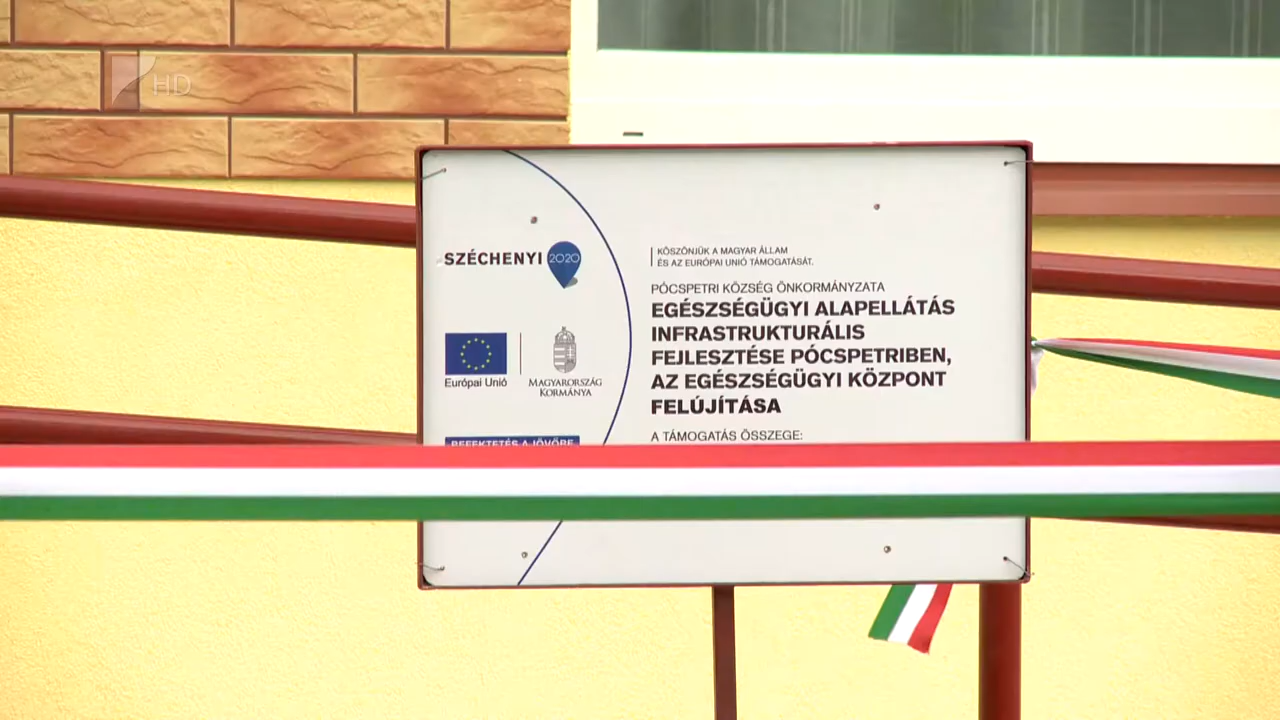 HD
SZÉCHENYI 2020
Európai Unió
MAGYARORSZÁG
KORMÁNYA
BEFEKTETÉS A JÖVŐBE
KÖSZÖNJÜK A MAGYAR ÁLLAM
ÉS AZ EURÓPAI UNIÓ TÁMOGATÁSÁT.
PÓCSPETRI KÖZSÉG ÖNKORMÁNYZATA
EGÉSZSÉGÜGYI ALAPELLÁTÁS
INFRASTRUKTURÁLIS
FEJLESZTÉSE PÓCSPETRIBEN,
AZ EGÉSZSÉGÜGYI KÖZPONT
FELÚJÍTÁSA
A TÁMOGATÁS ÖSSZEGE: